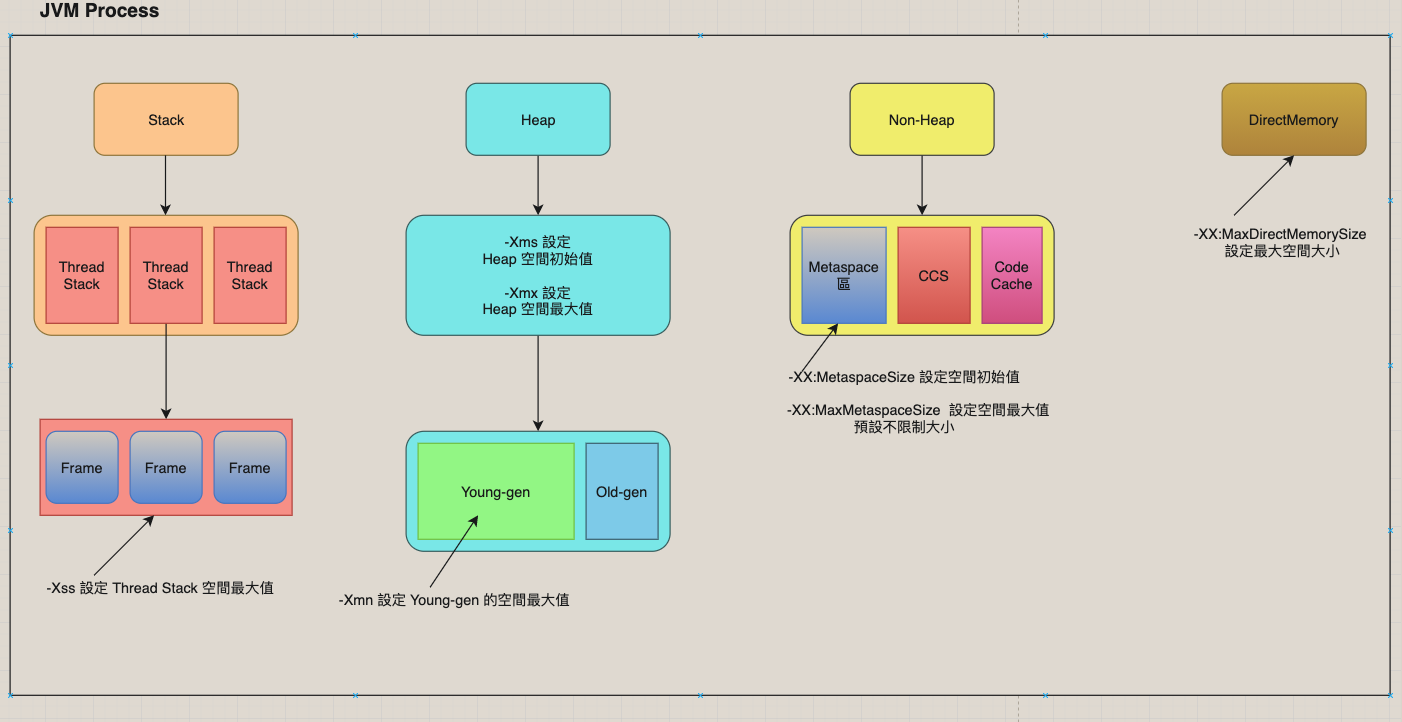 JVM Process
Stack
Heap
Non-Heap
DirectMemory
Thread
Stack
Thread
Stack
Thread
Stack
-Xms 設定
Heap 空間初始值
-Xmx 設定
Heap 空間最大值
Metaspace
區
CCS
Code
Cache
-XX:MaxDirectMemorySize
設定最大空間大小
-XX:MetaspaceSize 設定空間初始值
-XX:MaxMetaspaceSize 設定空間最大值
預設不限制大小
Frame
Frame
Frame
Young-gen
Old-gen
-Xss 設定 Thread Stack 空間最大值
-Xmn 設定 Young-gen 的空間最大值